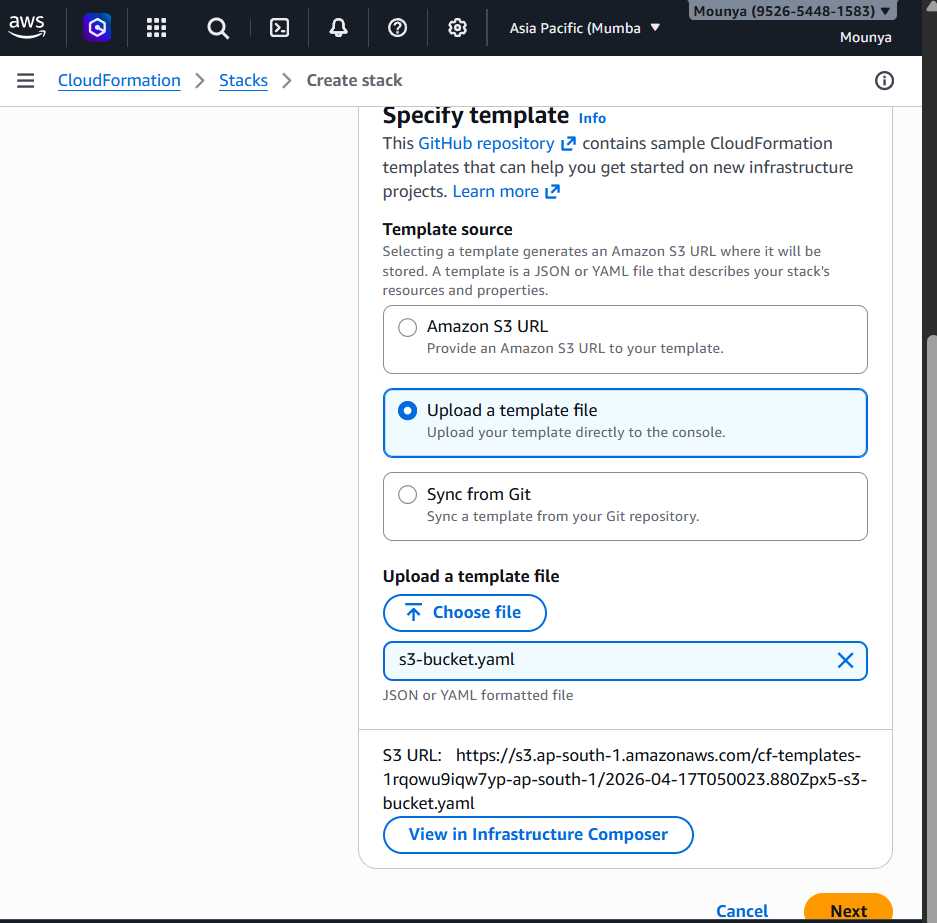 aws
Asia Pacific (Mumba
Mounya (9526-5448-1583)
Mounya
CloudFormation
Stacks
Create stack
Specify template Info
This GitHub repository contains sample CloudFormation
templates that can help you get started on new infrastructure
projects. Learn more
Template source
Selecting a template generates an Amazon S3 URL where it will be
stored. A template is a JSON or YAML file that describes your stack's
resources and properties.
Amazon S3 URL
Provide an Amazon S3 URL to your template.
Upload a template file
Upload your template directly to the console.
Sync from Git
Sync a template from your Git repository.
Upload a template file
Choose file
s3-bucket.yaml
JSON or YAML formatted file
S3 URL: https://s3.ap-south-1.amazonaws.com/cf-templates-
1rqowu9iqw7yp-ap-south-1/2026-04-17T050023.880Zpx5-s3-
bucket.yaml
View in Infrastructure Composer
Cancel
Next